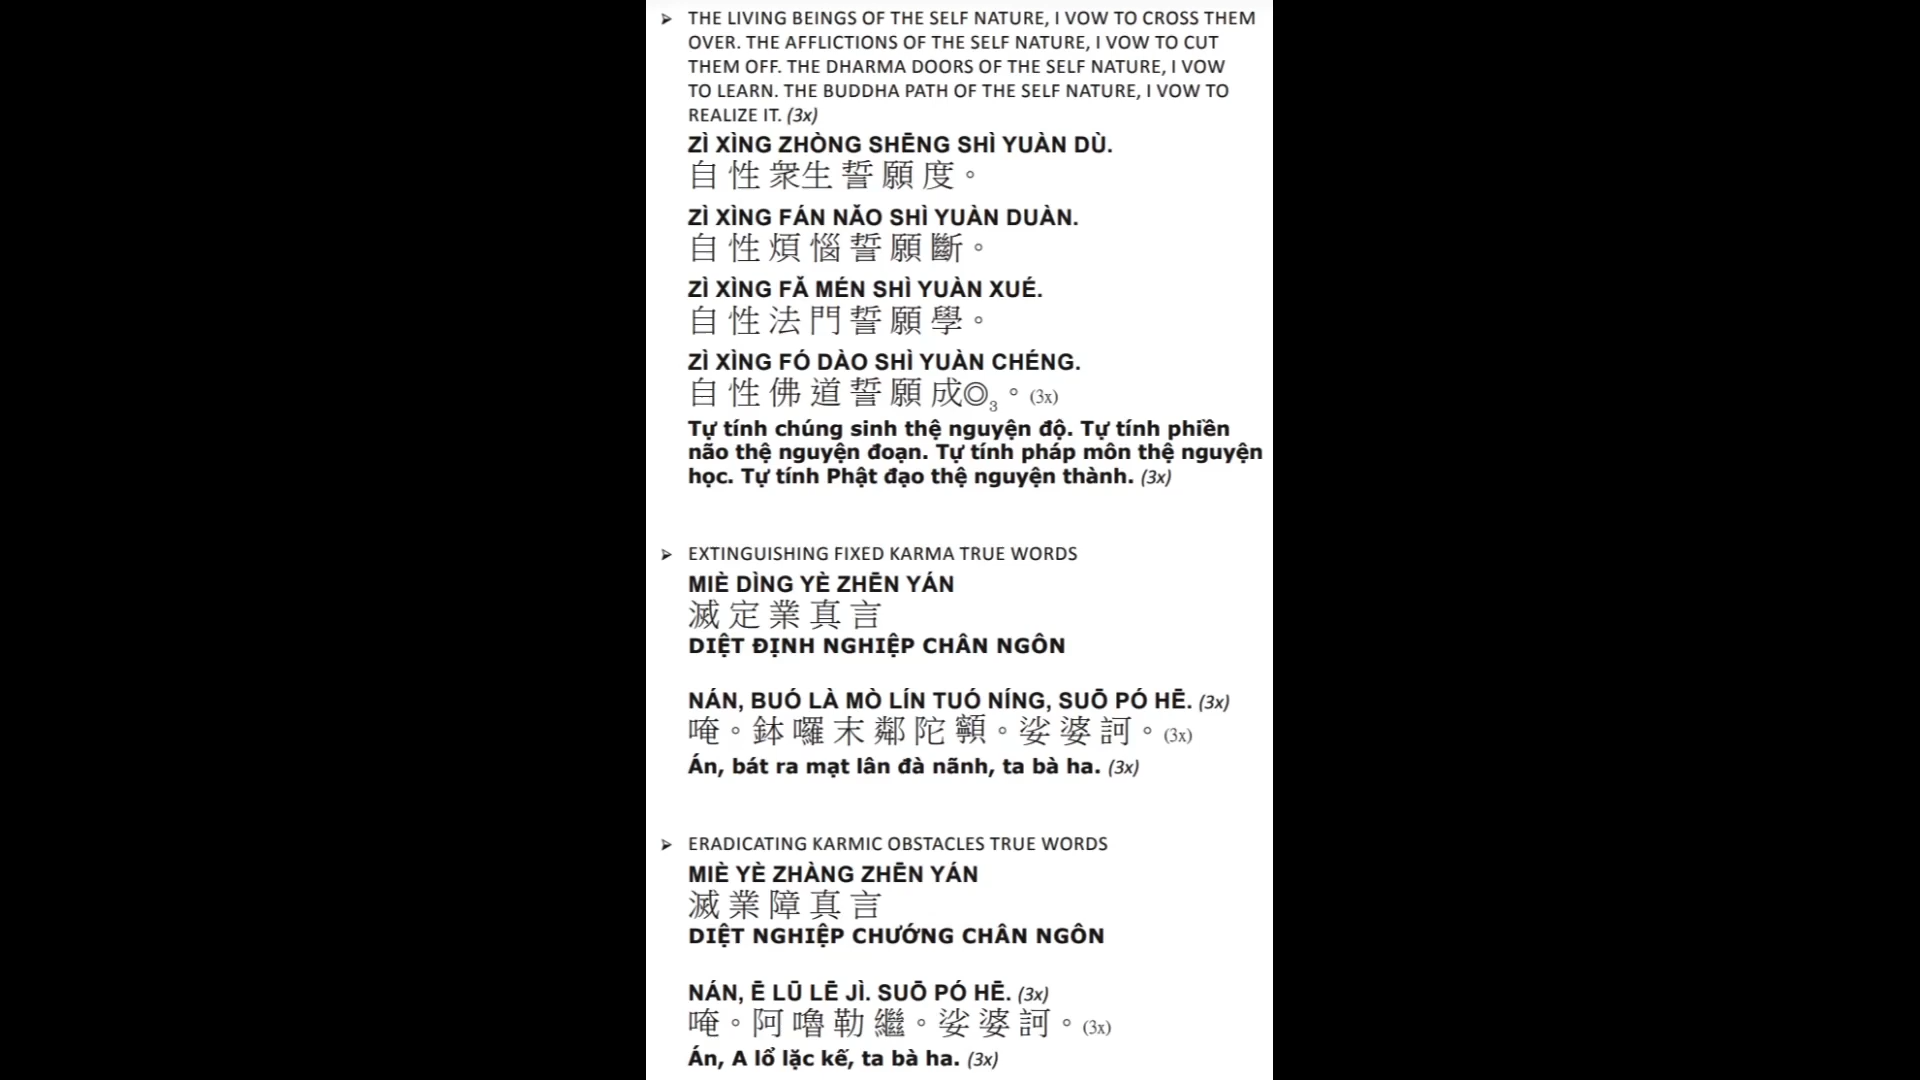 ➢ THE LIVING BEINGS OF THE SELF NATURE, I VOW TO CROSS THEM
OVER. THE AFFLICTIONS OF THE SELF NATURE, I VOW TO CUT
THEM OFF. THE DHARMA DOORS OF THE SELF NATURE, I VOW
TO LEARN. THE BUDDHA PATH OF THE SELF NATURE, I VOW TO
REALIZE IT. (3x)
ZÌ XÌNG ZHÒNG SHĒNG SHÌ YUÀN DÙ.
自性眾生誓願度。
ZÌ XÌNG FÁN NǍO SHÌ YUÀN DUÀN.
自性煩惱誓願斷。
ZÌ XÌNG FǍ MÉN SHÌ YUÀN XUÉ.
自性法門誓願學。
ZÌ XÌNG FÓ DÀO SHÌ YUÀN CHÉNG.
自性佛道誓願成◎3。(3x)
Tự tính chúng sinh thệ nguyện độ. Tự tính phiền
não thệ nguyện đoạn. Tự tính pháp môn thệ nguyện
học. Tự tính Phật đạo thệ nguyện thành. (3x)
➢ EXTINGUISHING FIXED KARMA TRUE WORDS
MIÈ DÌNG YÈ ZHĒN YÁN
滅定業真言
DIỆT ĐỊNH NGHIỆP CHÂN NGÔN
NÁN, BUÓ LÀ MÒ LÍN TUÓ NÍNG, SUŌ PÓ HĒ. (3x)
唵。鉢囉末鄰陀顐。娑婆訶。(3x)
Án, bát ra mạt lân đà nãnh, ta bà ha. (3x)
➢ ERADICATING KARMIC OBSTACLES TRUE WORDS
MIÈ YÈ ZHÀNG ZHĒN YÁN
滅業障真言
DIỆT NGHIỆP CHƯỚNG CHÂN NGÔN
NÁN, Ē LŪ LĒ JÌ. SUŌ PÓ HĒ. (3x)
唵。阿嚕勒繼。娑婆訶。(3x)
Án, A lổ lặc kế, ta bà ha. (3x)